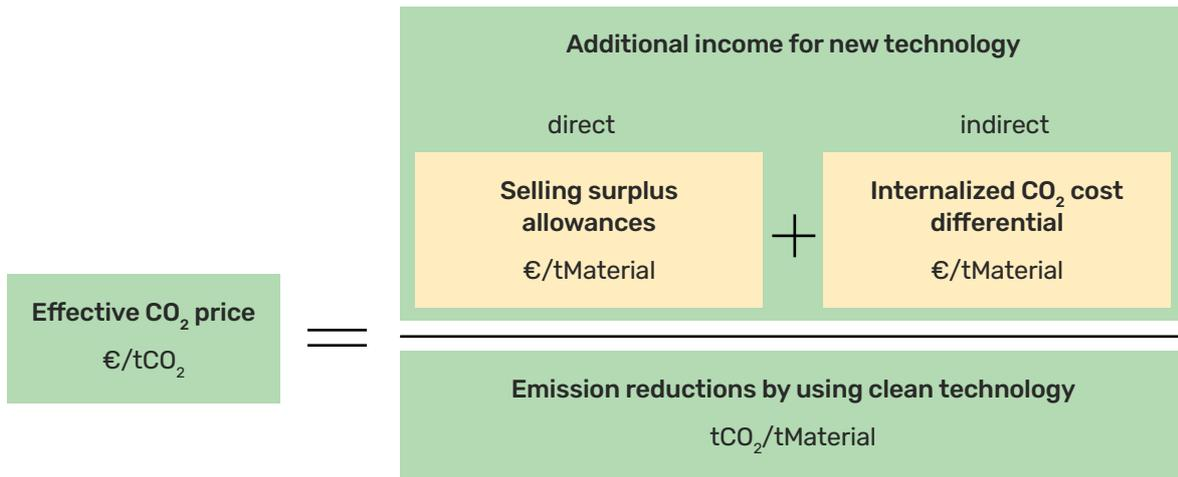 Additional income for new technology
direct
indirect
Selling surplus
allowances
€/tMaterial
+
Internalized CO₂ cost
differential
€/tMaterial
Effective CO₂ price
€/tCO₂
=
Emission reductions by using clean technology
tCO₂/tMaterial